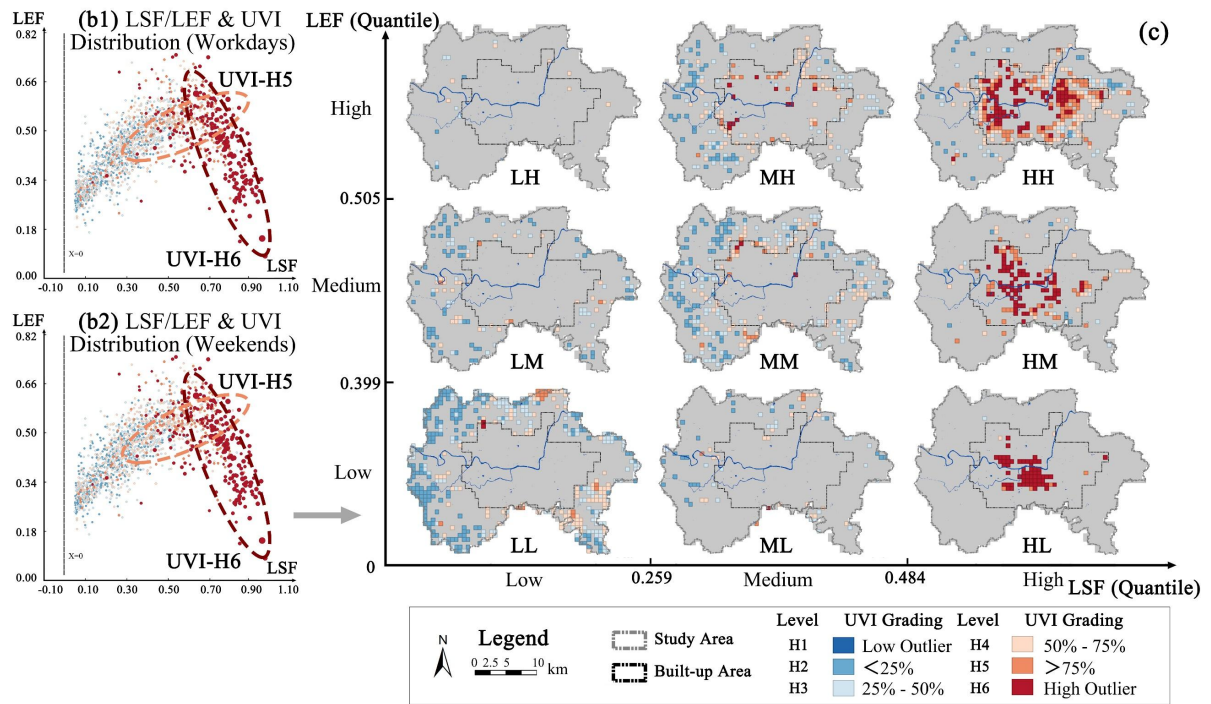 LEF
(b1) LSF/LEF & UVI
Distribution (Workdays)
0.82
0.66
0.50
0.34
0.18
0.00
UVI-H5
UVI-H6
X=0
LSF
-0.10 0.10 0.30 0.50 0.70 0.90 1.10
LEF
(b2) LSF/LEF & UVI
Distribution (Weekends)
0.82
0.66
0.50
0.34
0.18
0.00
UVI-H5
UVI-H6
X=0
LSF
-0.10 0.10 0.30 0.50 0.70 0.90 1.10
LEF (Quantile)
(c)
High
LH MH HH
0.505
Medium
LM MM HM
0.399
Low
LL ML HL
0
Low 0.259 Medium 0.484 High LSF (Quantile)
N
Legend
0 2.5 5 10
km
Study Area
Built-up Area
Level UVI Grading Level UVI Grading
H1 Low Outlier H4 50% - 75%
H2 <25% H5 >75%
H3 25% - 50% H6 High Outlier